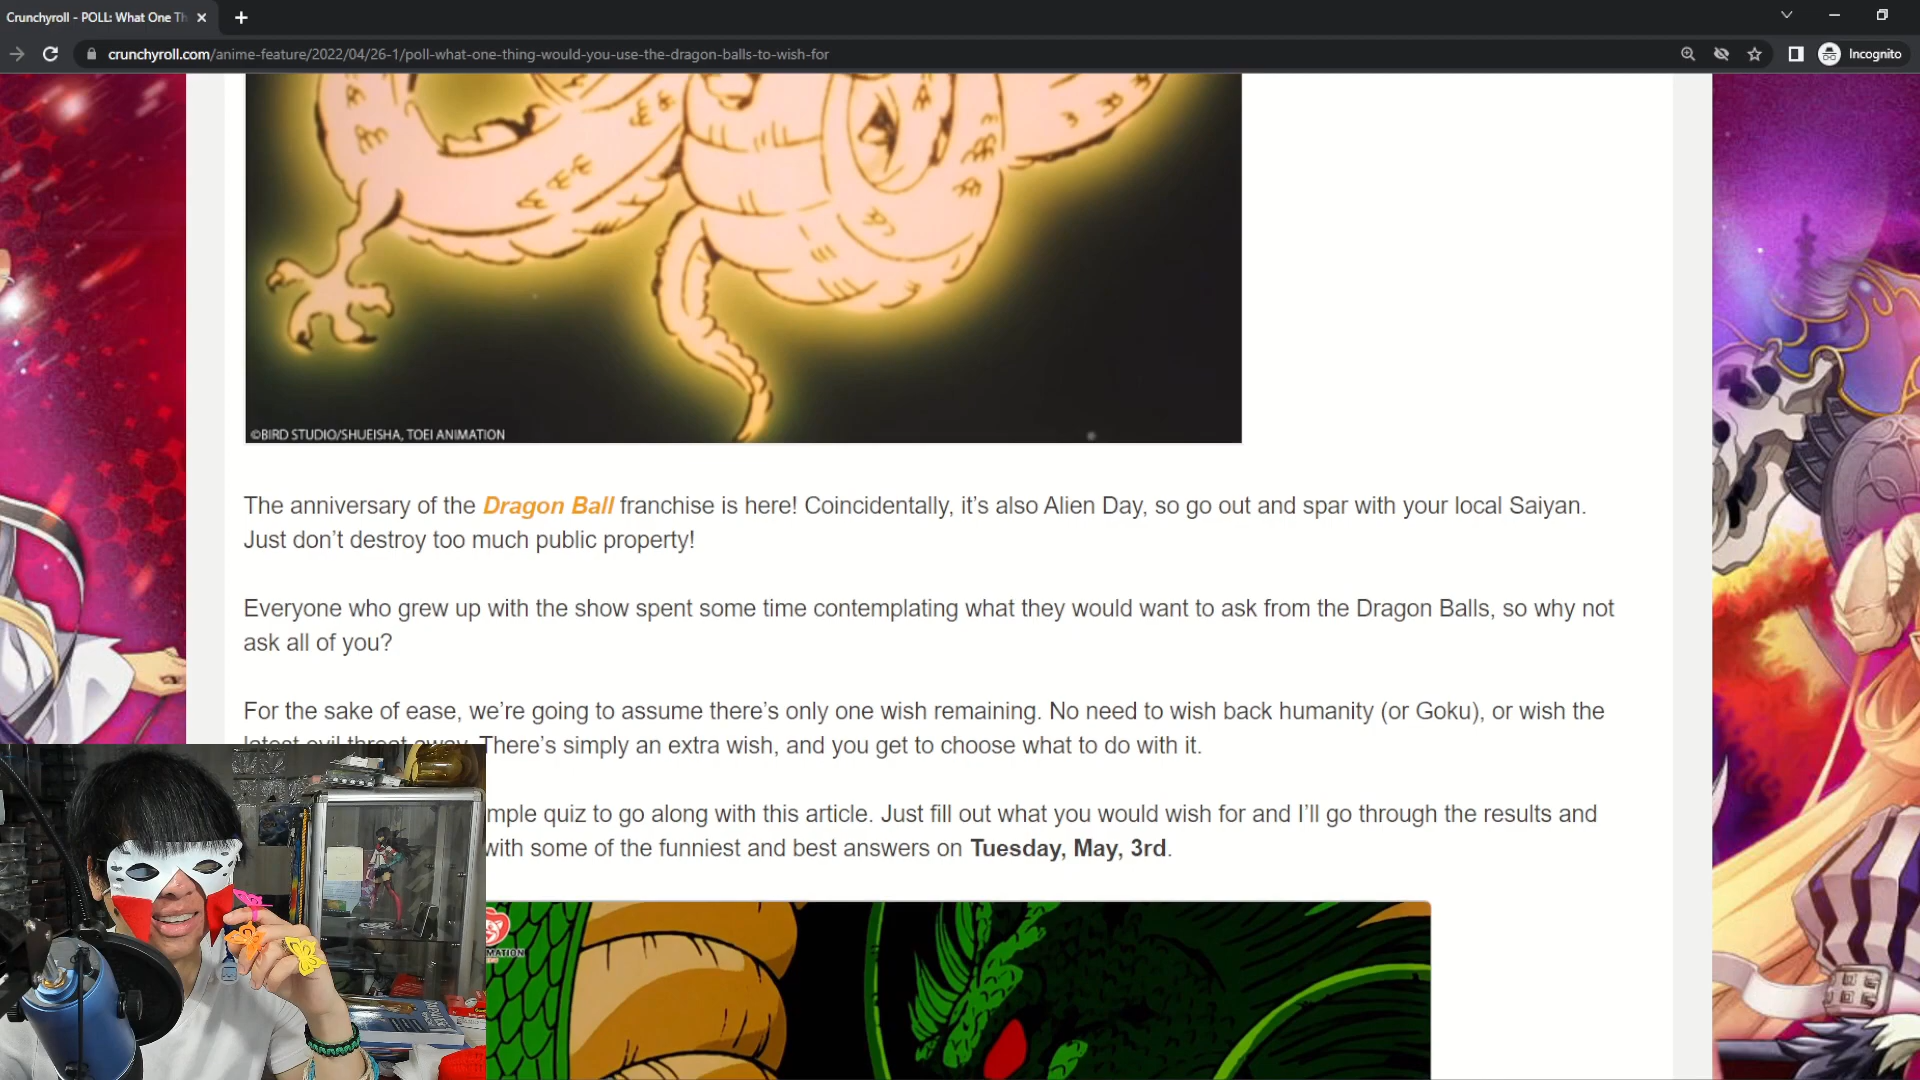 Crunchyroll - POLL: What One Th
crunchyroll.com/anime-feature/2022/04/26-1/poll-what-one-thing-would-you-use-the-dragon-balls-to-wish-for
Incognito
©BIRD STUDIO/SHUEISHA, TOEI ANIMATION
The anniversary of the Dragon Ball franchise is here! Coincidentally, it's also Alien Day, so go out and spar with your local Saiyan.
Just don't destroy too much public property!
Everyone who grew up with the show spent some time contemplating what they would want to ask from the Dragon Balls, so why not
ask all of you?
For the sake of ease, we're going to assume there's only one wish remaining. No need to wish back humanity (or Goku), or wish the
latest evil threat away. There's simply an extra wish, and you get to choose what to do with it.
mple quiz to go along with this article. Just fill out what you would wish for and I'll go through the results and
with some of the funniest and best answers on Tuesday, May, 3rd.
MATION